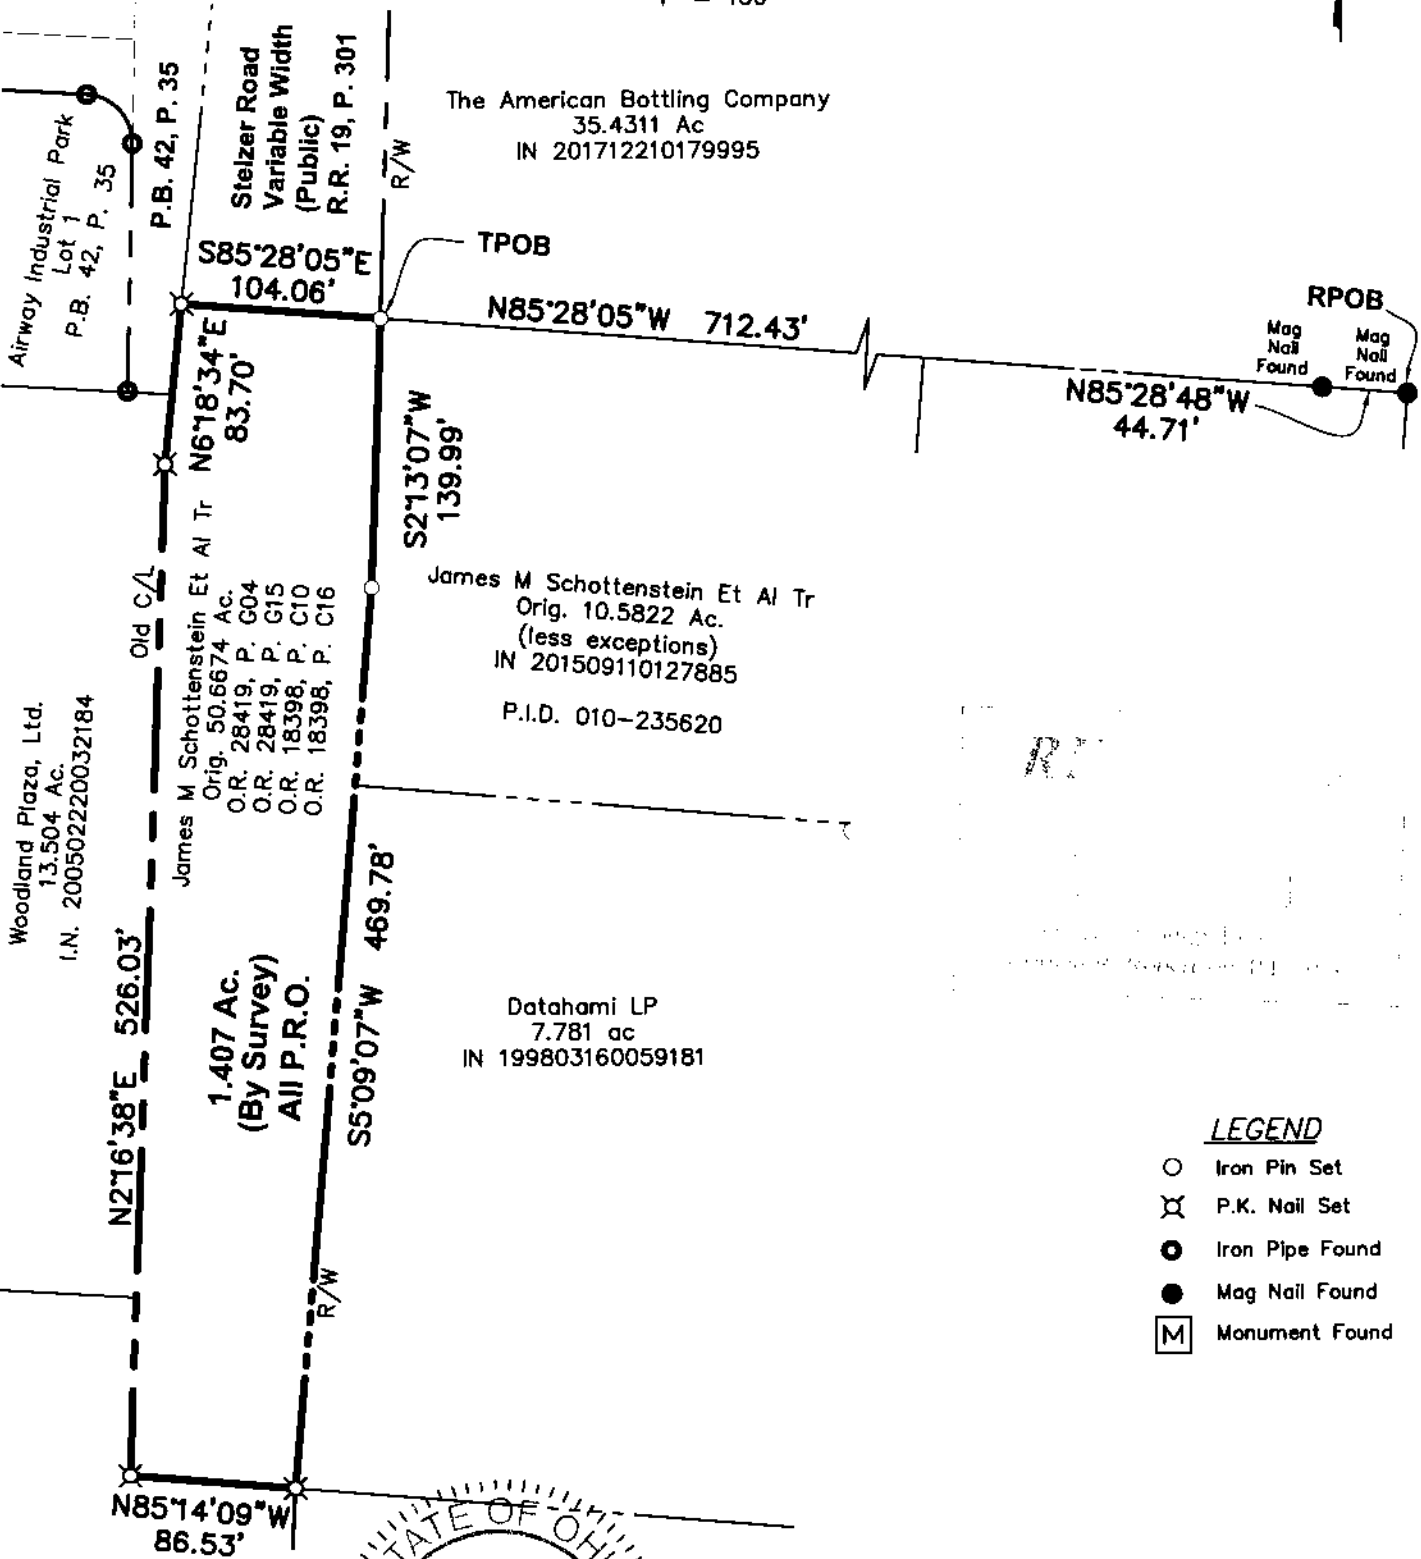 The American Bottling Company
35.4311 Ac
IN 201712210179995
Stelzer Road
Variable Width
(Public)
R.R. 19, P. 301
R/W
P.B. 42, P. 35
Airway Industrial Park
Lot 1
P.B. 42, P. 35
S85°28'05"E
104.06'
TPOB
N85°28'05"W 712.43'
RPOB
Mag
Nail
Found
Mag
Nail
Found
N85°28'48"W
44.71'
N6°18'34"E
83.70'
S2°13'07"W
139.99'
Old C/L
James M Schottenstein Et Al Tr
Orig. 50.6674 Ac.
O.R. 28419, P. G04
O.R. 28419, P. G15
O.R. 18398, P. C10
O.R. 18398, P. C16
James M Schottenstein Et Al Tr
Orig. 10.5822 Ac.
(less exceptions)
IN 201509110127885
P.I.D. 010-235620
Woodland Plaza, Ltd.
13.504 Ac.
I.N. 200502220032184
N2°16'38"E 526.03'
1.407 Ac.
(By Survey)
All P.R.O.
S5°09'07"W 469.78'
Datahami LP
7.781 ac
IN 199803160059181
R/W
LEGEND
Iron Pin Set
P.K. Nail Set
Iron Pipe Found
Mag Nail Found
M Monument Found
N85°14'09"W
86.53'